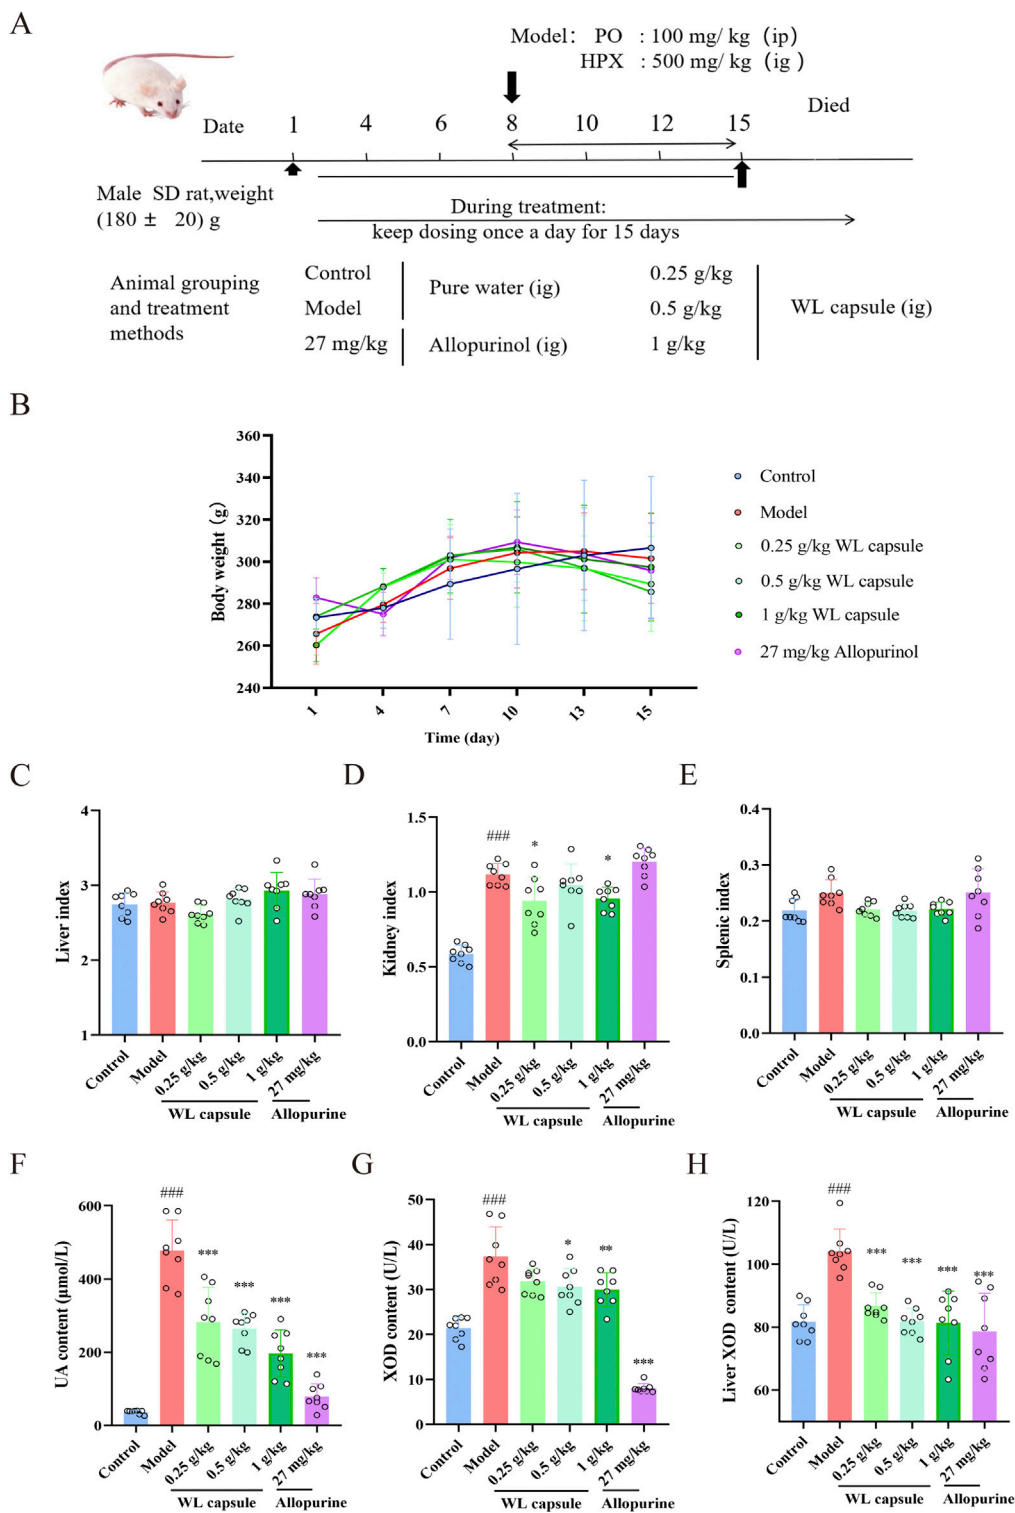 A
Model: PO : 100 mg/ kg (ip)
HPX : 500 mg/ kg (ig )
Died
Date 1 4 6 8 10 12 15
Male SD rat,weight
(180 ± 20) g
During treatment:
keep dosing once a day for 15 days
Animal grouping
and treatment
methods
Control
Model
27 mg/kg
Pure water (ig)
Allopurinol (ig)
0.25 g/kg
0.5 g/kg
1 g/kg
WL capsule (ig)
B
Body weight (g)
360
340
320
300
280
260
240
1 4 7 10 13 15
Time (day)
Control
Model
0.25 g/kg WL capsule
0.5 g/kg WL capsule
1 g/kg WL capsule
27 mg/kg Allopurinol
C
Liver index
4
3
2
1
Control Model 0.25 g/kg 0.5 g/kg 1 g/kg 27 mg/kg
WL capsule Allopurine
D
Kidney index
1.5
1.0
0.5
0.0
### * *
Control Model 0.25 g/kg 0.5 g/kg 1 g/kg 27 mg/kg
WL capsule Allopurine
E
Splenic index
0.4
0.3
0.2
0.1
0.0
Control Model 0.25 g/kg 0.5 g/kg 1 g/kg 27 mg/kg
WL capsule Allopurine
F
UA content (μmol/L)
600
400
200
0
### *** *** *** ***
Control Model 0.25 g/kg 0.5 g/kg 1 g/kg 27 mg/kg
WL capsule Allopurine
G
XOD content (U/L)
50
40
30
20
10
0
### * ** ***
Control Model 0.25 g/kg 0.5 g/kg 1 g/kg 27 mg/kg
WL capsule Allopurine
H
Liver XOD content (U/L)
120
100
80
60
### *** *** *** ***
Control Model 0.25 g/kg 0.5 g/kg 1 g/kg 27 mg/kg
WL capsule Allopurine